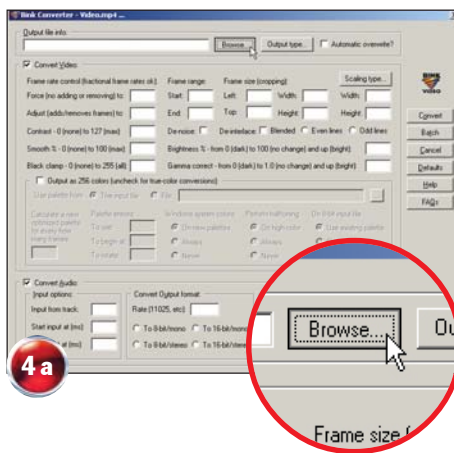 Bink Converter - Video.mp4 ...
Output file info:
Browse... Output type... Automatic overwrite?
Convert Video:
Frame rate control (fractional frame rates ok): Frame range: Frame size (cropping): Scaling type...
Force (no adding or removing) to: Start: Left: Width: Width:
Adjust (adds/removes frames) to: End: Top: Height: Height:
Contrast - 0 (none) to 127 (max) De-noise: De-interlace: Blended Even lines Odd lines
Smooth % - 0 (none) to 100 (max) Brightness % - from 0 (dark) to 100 (no change) and up (bright)
Black clamp - 0 (none) to 255 (all) Gamma correct - from 0 (dark) to 1.0 (no change) and up (bright)
Output as 256 colors (uncheck for true-color conversions)
Use palette from: The input file File:
Calculate a new Palette entries Windows system colors Perform halftoning On 8-bit input file
optimized palette To use: On new palettes On high-color Use existing palette
for every how
many frames To begin at: Always Always
To rotate: Never Never
BINK
VIDEO
Convert
Batch
Cancel
Defaults
Help
FAQs
Convert Audio:
Input options: Convert Output format:
Input from track: Rate (11025, etc)
Start input at (ms) To 8-bit/mono To 16-bit/mono
at (ms) To 8-bit/stereo To 16-bit/stereo
4a
Browse... Ou
Frame size (